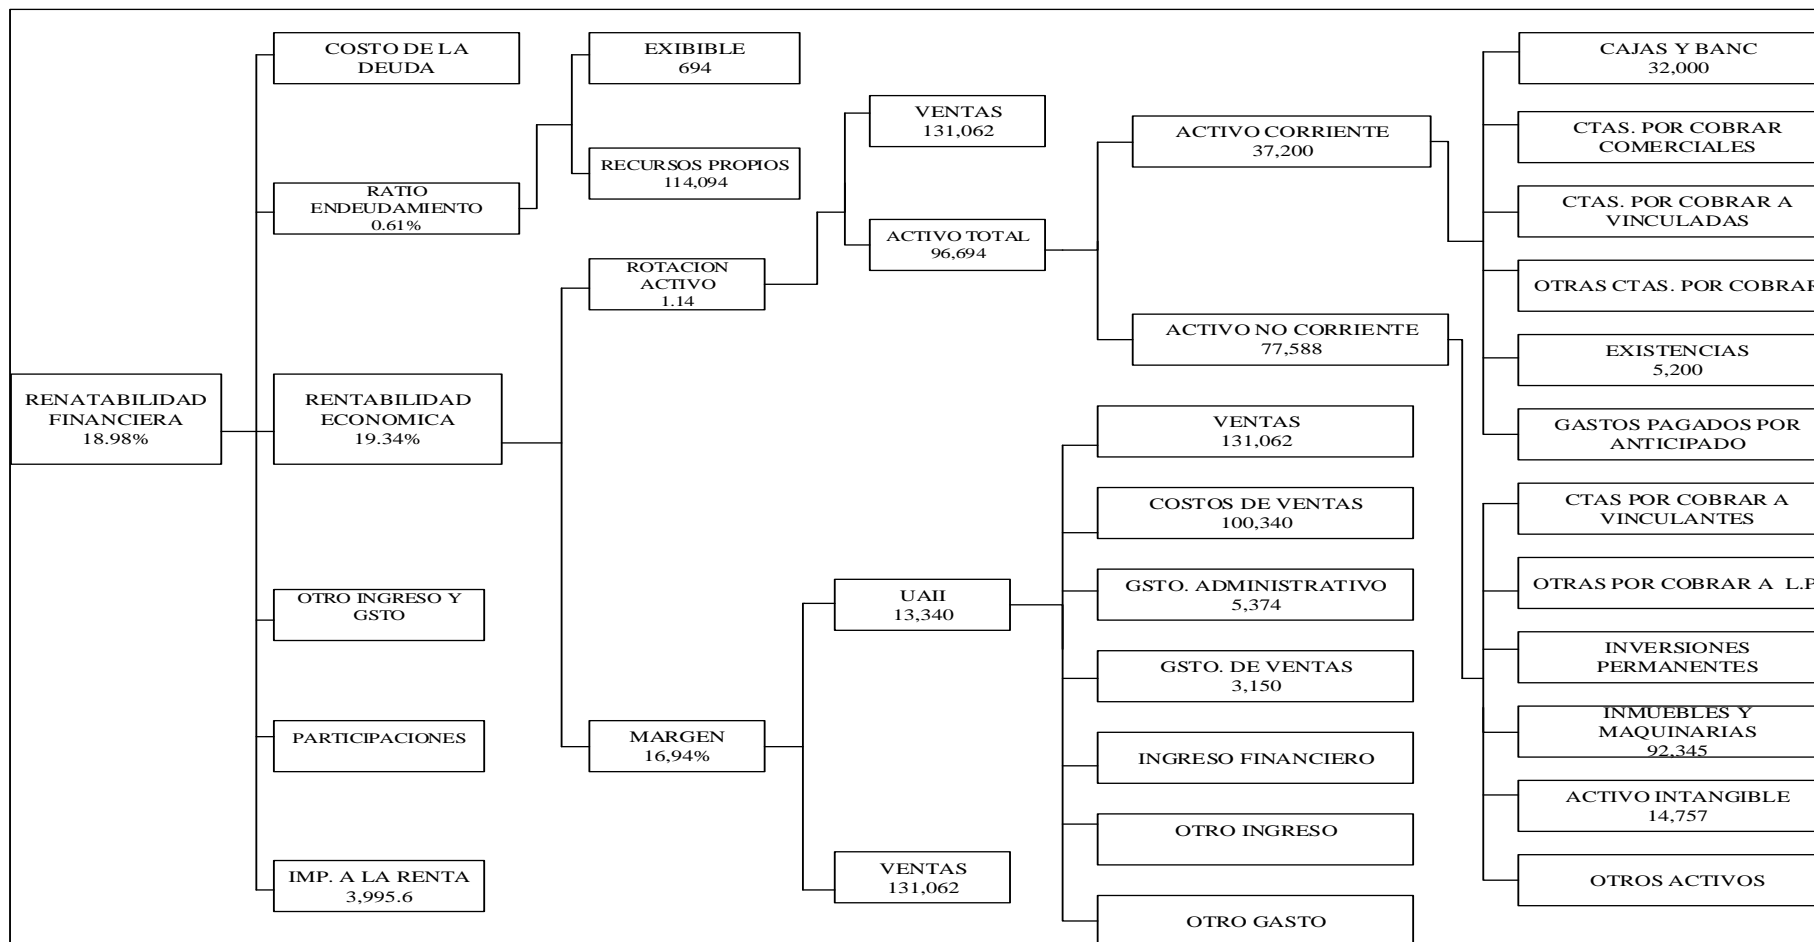 COSTO DE LA
DEUDA
EXIBIBLE
694
CAJAS Y BANC
32,000
VENTAS
131,062
ACTIVO CORRIENTE
37,200
CTAS. POR COBRAR
COMERCIALES
RECURSOS PROPIOS
114,094
RATIO
ENDEUDAMIENTO
0.61%
CTAS. POR COBRAR A
VINCULADAS
ACTIVO TOTAL
96,694
ROTACION
ACTIVO
1.14
OTRAS CTAS. POR COBRAR
ACTIVO NO CORRIENTE
77,588
EXISTENCIAS
5,200
RENATABILIDAD
FINANCIERA
18.98%
RENTABILIDAD
ECONOMICA
19.34%
VENTAS
131,062
GASTOS PAGADOS POR
ANTICIPADO
COSTOS DE VENTAS
100,340
CTAS POR COBRAR A
VINCULANTES
OTRO INGRESO Y
GSTO
UAII
13,340
GSTO. ADMINISTRATIVO
5,374
OTRAS POR COBRAR A L.P
GSTO. DE VENTAS
3,150
INVERSIONES
PERMANENTES
PARTICIPACIONES
MARGEN
16,94%
INGRESO FINANCIERO
INMUEBLES Y
MAQUINARIAS
92,345
ACTIVO INTANGIBLE
14,757
OTRO INGRESO
IMP. A LA RENTA
3,995.6
VENTAS
131,062
OTROS ACTIVOS
OTRO GASTO